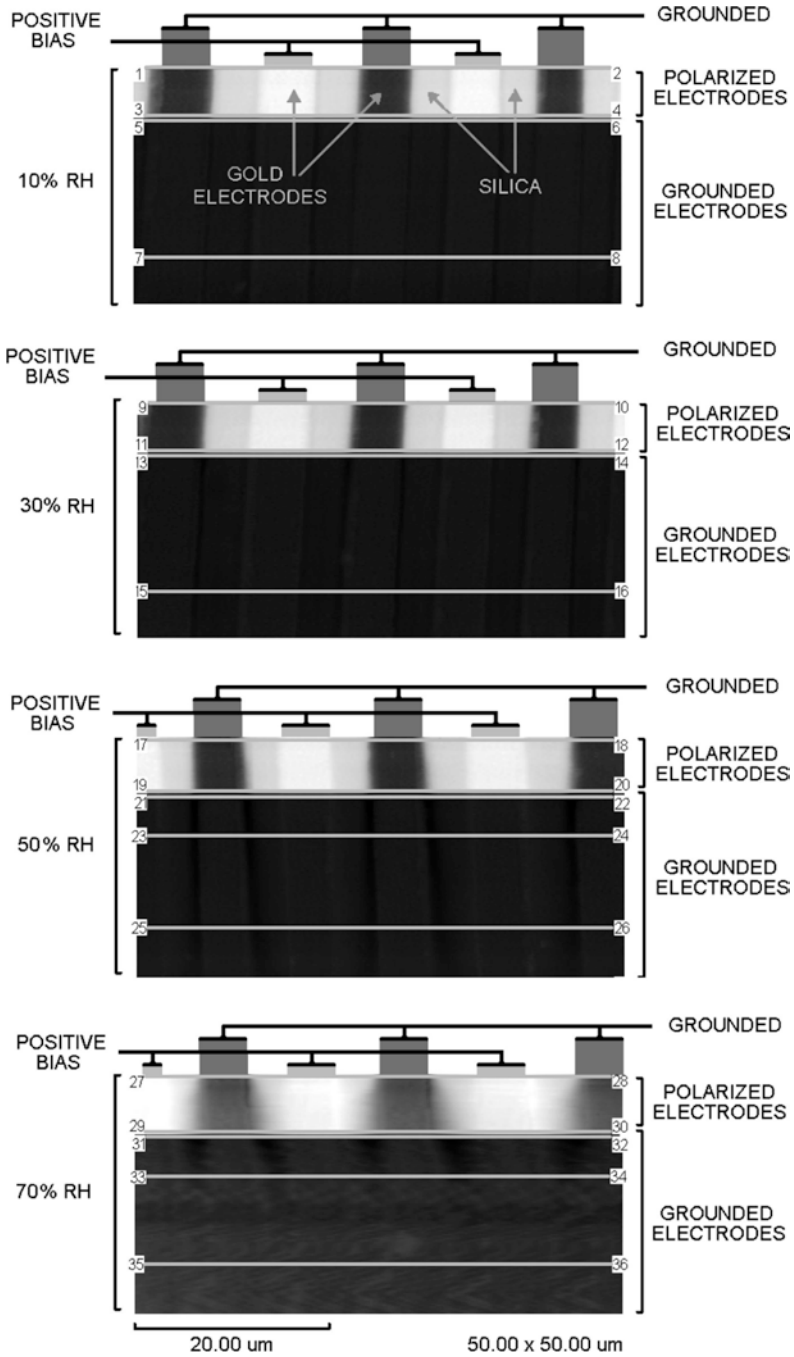 POSITIVE BIAS
GROUNDED
1 2
3 4
POLARIZED ELECTRODES
5 6
10% RH
GOLD ELECTRODES
SILICA
GROUNDED ELECTRODES
7 8
POSITIVE BIAS
GROUNDED
9 10
11 12
POLARIZED ELECTRODES
13 14
30% RH
GROUNDED ELECTRODES
15 16
POSITIVE BIAS
GROUNDED
17 18
19 20
POLARIZED ELECTRODES
21 22
23 24
50% RH
GROUNDED ELECTRODES
25 26
POSITIVE BIAS
GROUNDED
27 28
29 30
POLARIZED ELECTRODES
31 32
33 34
70% RH
GROUNDED ELECTRODES
35 36
20.00 um
50.00 x 50.00 um